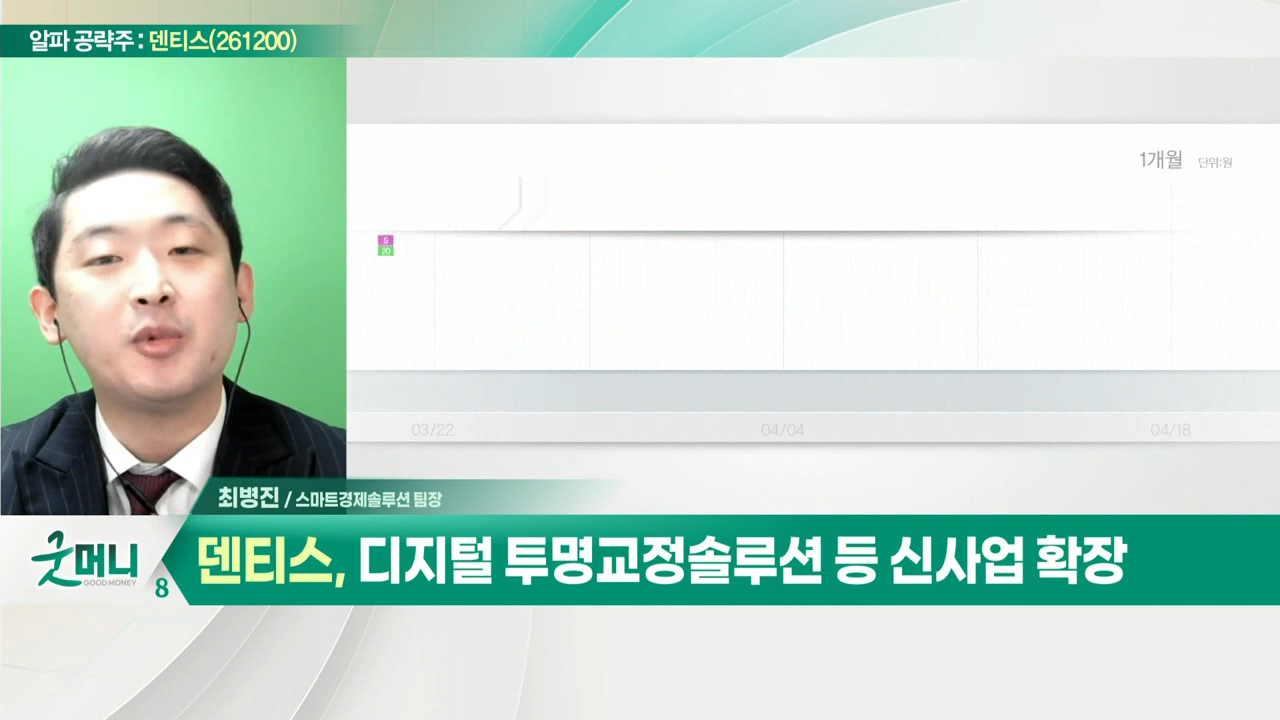 알파 공략주 : 덴티스(261200)
1개월 단위:원
5
20
03/22 04/04 04/18
최병진 / 스마트경제솔루션 팀장
굿머니
GOOD MONEY
8
덴티스, 디지털 투명교정솔루션 등 신사업 확장